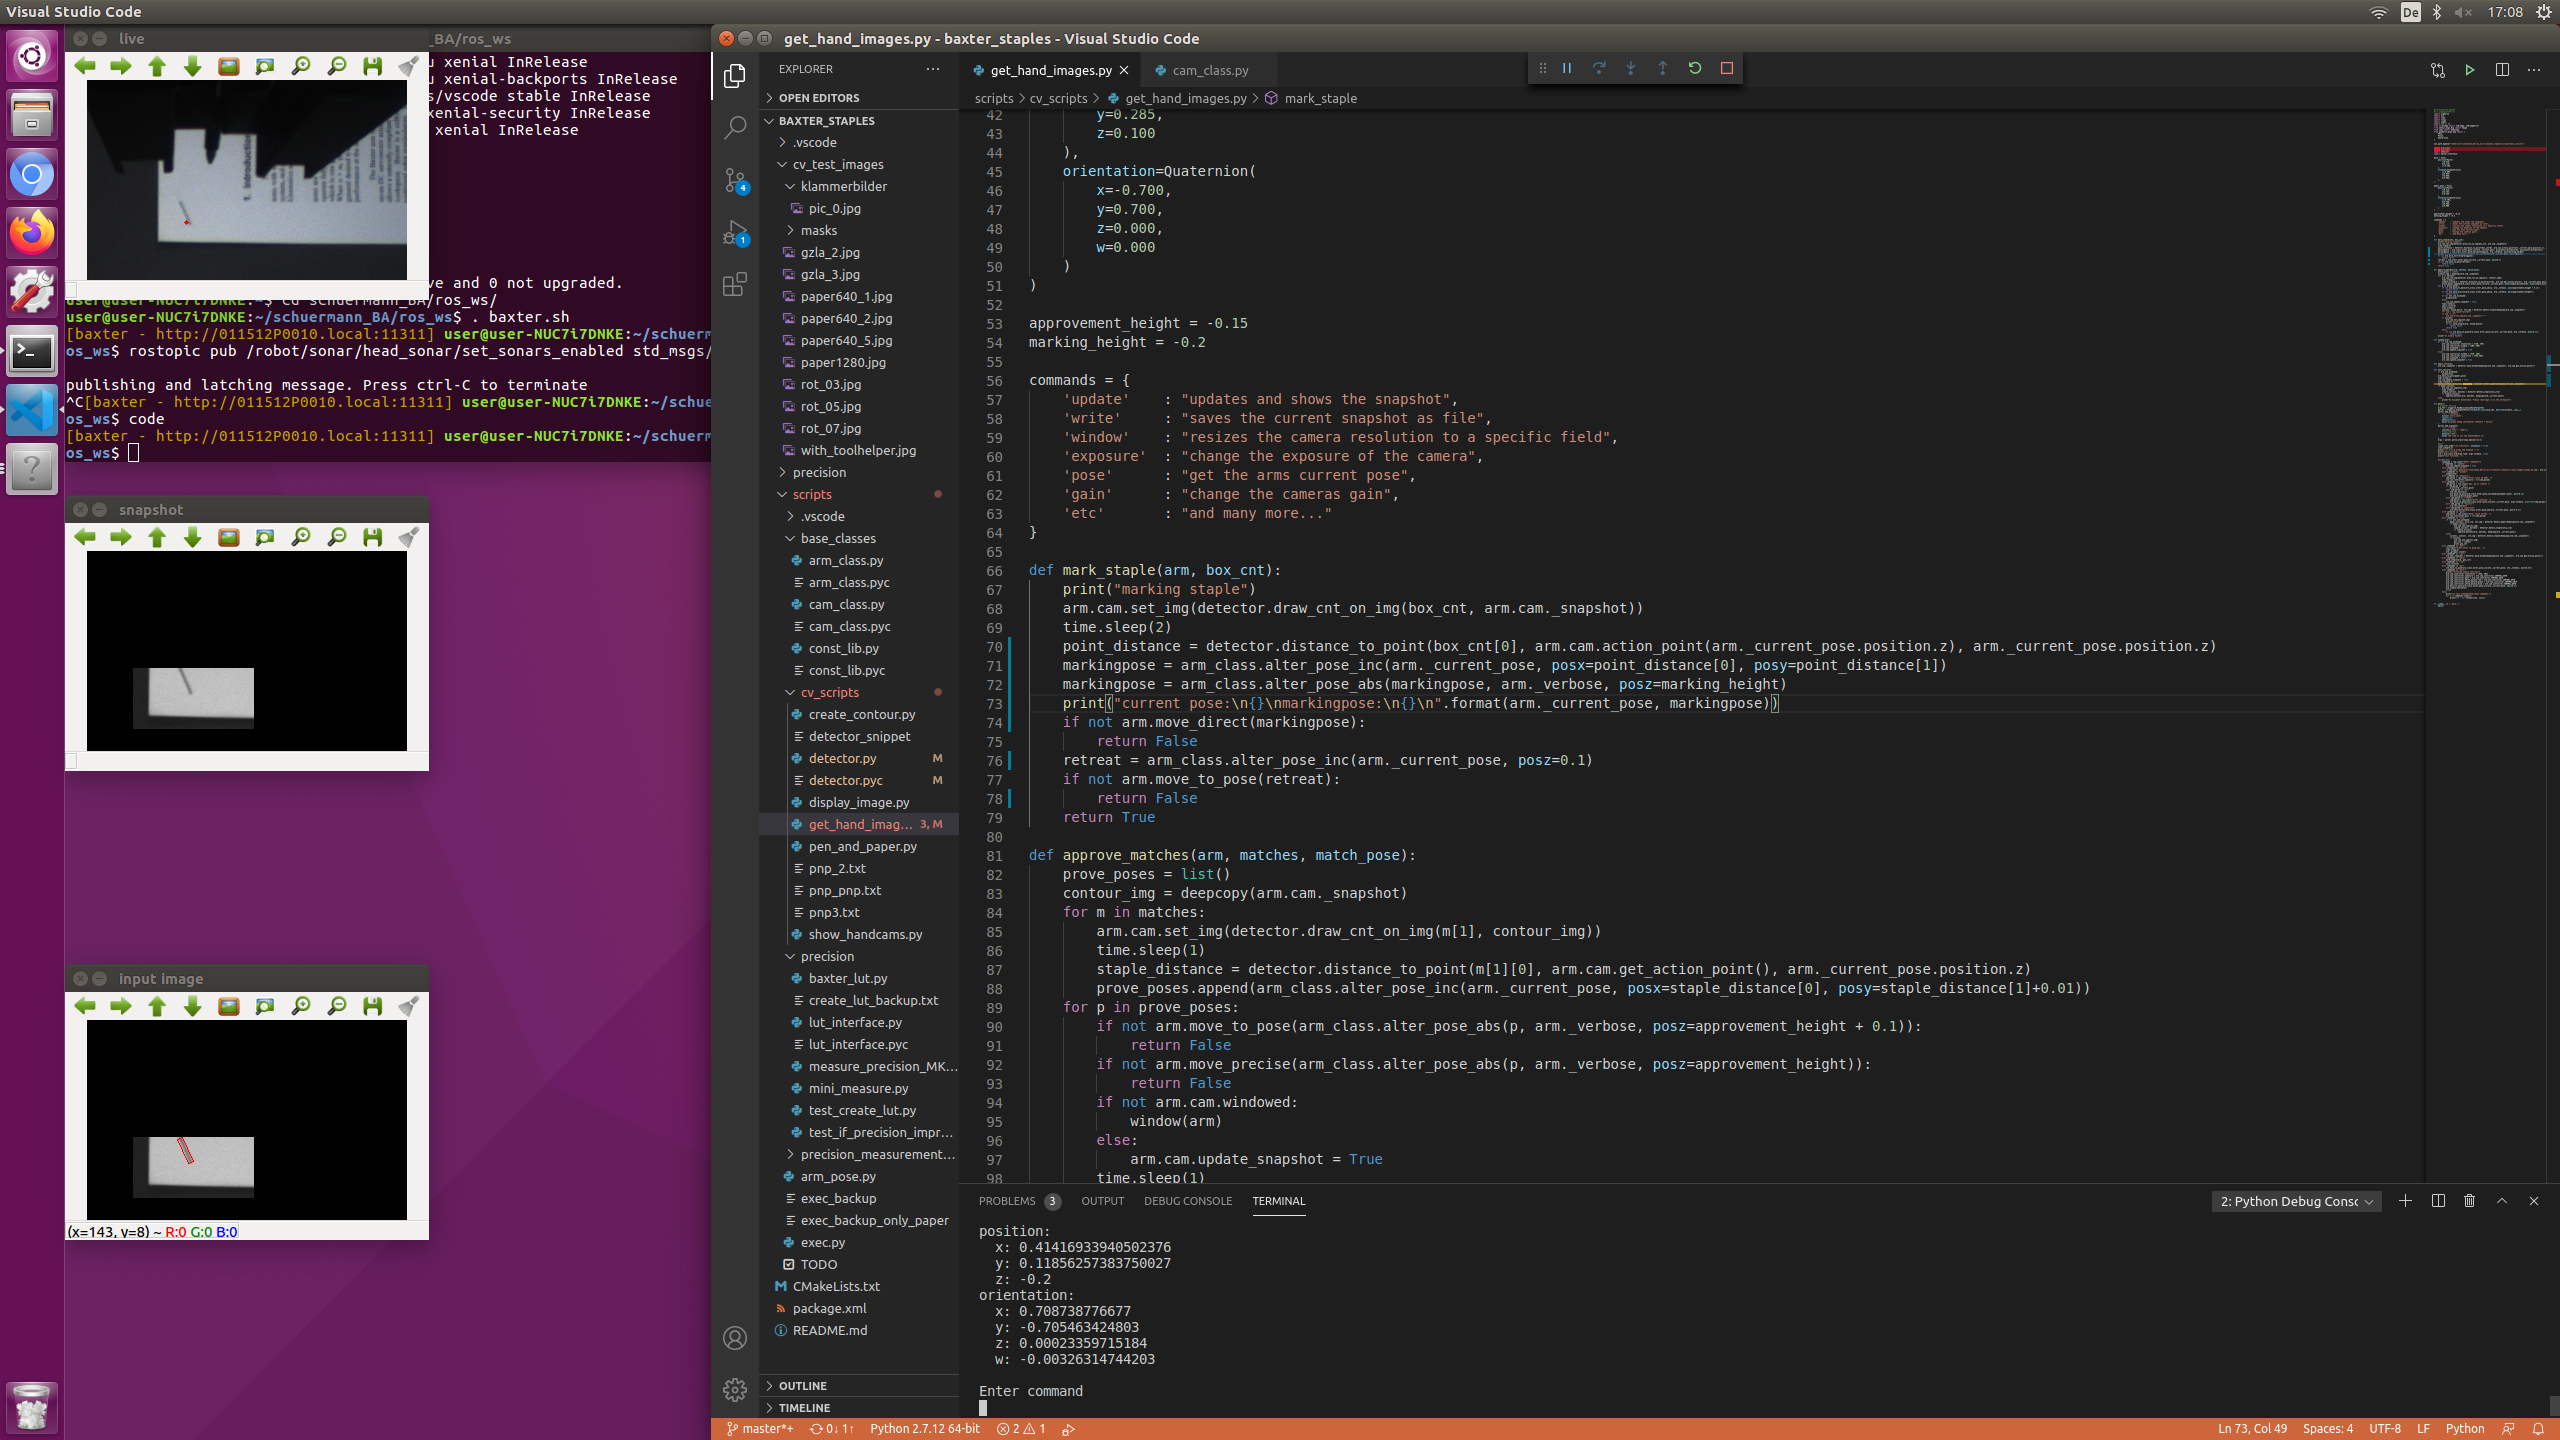 Visual Studio Code
De
17:08
live
_BA/ros_ws
u xenial InRelease
u xenial-backports InRelease
s/vscode stable InRelease
xenial-security InRelease
xenial InRelease
1. Introduction
ve and 0 not upgraded.
user@user-NUC7i7DNKE:~$ cd schuermann_BA/ros_ws/
user@user-NUC7i7DNKE:~/schuermann_BA/ros_ws$ . baxter.sh
[baxter - http://011512P0010.local:11311] user@user-NUC7i7DNKE:~/schuerm
os_ws$ rostopic pub /robot/sonar/head_sonar/set_sonars_enabled std_msgs/
publishing and latching message. Press ctrl-C to terminate
^C[baxter - http://011512P0010.local:11311] user@user-NUC7i7DNKE:~/schue
os_ws$ code
[baxter - http://011512P0010.local:11311] user@user-NUC7i7DNKE:~/schuerm
os_ws$
snapshot
input image
(x=143, y=8) ~ R:0 G:0 B:0
get_hand_images.py - baxter_staples - Visual Studio Code
4
1
EXPLORER
OPEN EDITORS
BAXTER_STAPLES
.vscode
cv_test_images
klammerbilder
pic_0.jpg
masks
gzla_2.jpg
gzla_3.jpg
paper640_1.jpg
paper640_2.jpg
paper640_5.jpg
paper1280.jpg
rot_03.jpg
rot_05.jpg
rot_07.jpg
with_toolhelper.jpg
precision
scripts
.vscode
base_classes
arm_class.py
arm_class.pyc
cam_class.py
cam_class.pyc
const_lib.py
const_lib.pyc
cv_scripts
create_contour.py
detector_snippet
detector.py M
detector.pyc M
display_image.py
get_hand_imag... 3, M
pen_and_paper.py
pnp_2.txt
pnp_pnp.txt
pnp3.txt
show_handcams.py
precision
baxter_lut.py
create_lut_backup.txt
lut_interface.py
lut_interface.pyc
measure_precision_MK...
mini_measure.py
test_create_lut.py
test_if_precision_impr...
precision_measurement...
arm_pose.py
exec_backup
exec_backup_only_paper
exec.py
TODO
CMakeLists.txt
package.xml
README.md
OUTLINE
TIMELINE
get_hand_images.py
cam_class.py
scripts > cv_scripts > get_hand_images.py > mark_staple
42 y=0.285,
43 z=0.100
44 ),
45 orientation=Quaternion(
46 x=-0.700,
47 y=0.700,
48 z=0.000,
49 w=0.000
50 )
51 )
52
53 approvement_height = -0.15
54 marking_height = -0.2
55
56 commands = {
57 'update' : "updates and shows the snapshot",
58 'write' : "saves the current snapshot as file",
59 'window' : "resizes the camera resolution to a specific field",
60 'exposure' : "change the exposure of the camera",
61 'pose' : "get the arms current pose",
62 'gain' : "change the cameras gain",
63 'etc' : "and many more..."
64 }
65
66 def mark_staple(arm, box_cnt):
67 print("marking staple")
68 arm.cam.set_img(detector.draw_cnt_on_img(box_cnt, arm.cam._snapshot))
69 time.sleep(2)
70 point_distance = detector.distance_to_point(box_cnt[0], arm.cam.action_point(arm._current_pose.position.z), arm._current_pose.position.z)
71 markingpose = arm_class.alter_pose_inc(arm._current_pose, posx=point_distance[0], posy=point_distance[1])
72 markingpose = arm_class.alter_pose_abs(markingpose, arm._verbose, posz=marking_height)
73 print("current pose:\n{}\nmarkingpose:\n{}\n".format(arm._current_pose, markingpose))
74 if not arm.move_direct(markingpose):
75 return False
76 retreat = arm_class.alter_pose_inc(arm._current_pose, posz=0.1)
77 if not arm.move_to_pose(retreat):
78 return False
79 return True
80
81 def approve_matches(arm, matches, match_pose):
82 prove_poses = list()
83 contour_img = deepcopy(arm.cam._snapshot)
84 for m in matches:
85 arm.cam.set_img(detector.draw_cnt_on_img(m[1], contour_img))
86 time.sleep(1)
87 staple_distance = detector.distance_to_point(m[1][0], arm.cam.get_action_point(), arm._current_pose.position.z)
88 prove_poses.append(arm_class.alter_pose_inc(arm._current_pose, posx=staple_distance[0], posy=staple_distance[1]+0.01))
89 for p in prove_poses:
90 if not arm.move_to_pose(arm_class.alter_pose_abs(p, arm._verbose, posz=approvement_height + 0.1)):
91 return False
92 if not arm.move_precise(arm_class.alter_pose_abs(p, arm._verbose, posz=approvement_height)):
93 return False
94 if not arm.cam.windowed:
95 window(arm)
96 else:
97 arm.cam.update_snapshot = True
98 time.sleep(1)
PROBLEMS 3 OUTPUT DEBUG CONSOLE TERMINAL
2: Python Debug Consc
position:
x: 0.41416933940502376
y: 0.11856257383750027
z: -0.2
orientation:
x: 0.708738776677
y: -0.705463424803
z: 0.00023359715184
w: -0.00326314744203
Enter command
master*+ 0↓ 1↑ Python 2.7.12 64-bit 2 1
Ln 73, Col 49 Spaces: 4 UTF-8 LF Python